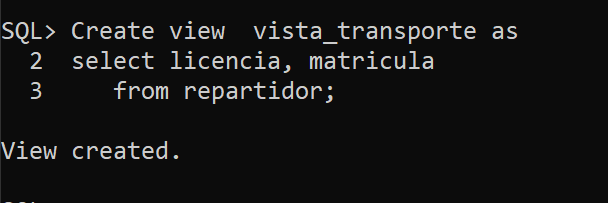 SQL> Create view  vista_transporte as
  2  select licencia, matricula
  3     from repartidor;
View created.